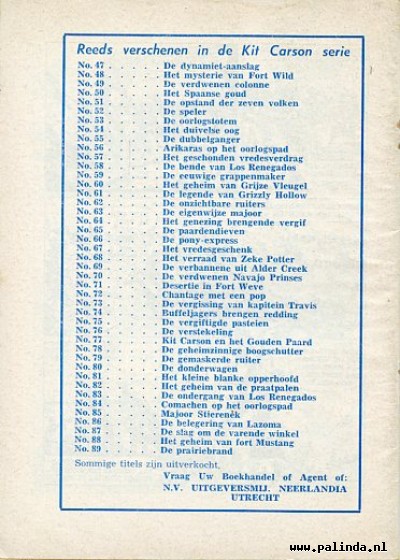 Reeds verschenen in de Kit Carson serie
No. 47 . . . . . De dynamiet-aanslag
No. 48 . . . . . Het mysterie van Fort Wild
No. 49 . . . . . De verdwenen colonne
No. 50 . . . . . Het Spaanse goud
No. 51 . . . . . De opstand der zeven volken
No. 52 . . . . . De speler
No. 53 . . . . . De oorlogstotem
No. 54 . . . . . Het duivelse oog
No. 55 . . . . . De dubbelganger
No. 56 . . . . . Arikaras op het oorlogspad
No. 57 . . . . . Het geschonden vredesverdrag
No. 58 . . . . . De bende van Los Renegados
No. 59 . . . . . De eeuwige grappenmaker
No. 60 . . . . . Het geheim van Grijze Vleugel
No. 61 . . . . . De legende van Grizzly Hollow
No. 62 . . . . . De onzichtbare ruiters
No. 63 . . . . . De eigenwijze majoor
No. 64 . . . . . Het genezing brengende vergif
No. 65 . . . . . De paardendieven
No. 66 . . . . . De pony-express
No. 67 . . . . . Het vredesgeschenk
No. 68 . . . . . Het verraad van Zeke Potter
No. 69 . . . . . De verbannene uit Alder Creek
No. 70 . . . . . De verdwenen Navajo Prinses
No. 71 . . . . . Desertie in Fort Weve
No. 72 . . . . . Chantage met een pop
No. 73 . . . . . De vergissing van kapitein Travis
No. 74 . . . . . Buffeljagers brengen redding
No. 75 . . . . . De vergiftigde pasteien
No. 76 . . . . . De verstekeling
No. 77 . . . . . Kit Carson en het Gouden Paard
No. 78 . . . . . De geheimzinnige boogschutter
No. 79 . . . . . De gemaskerde ruiter
No. 80 . . . . . De donderwagen
No. 81 . . . . . Het kleine blanke opperhoofd
No. 82 . . . . . Het geheim van de praatpalen
No. 83 . . . . . De ondergang van Los Renegados
No. 84 . . . . . Comachen op het oorlogspad
No. 85 . . . . . Majoor Stierenek
No. 86 . . . . . De belegering van Lazoma
No. 87 . . . . . De slag om de varende winkel
No. 88 . . . . . Het geheim van fort Mustang
No. 89 . . . . . De prairiebrand
Sommige titels zijn uitverkocht.
Vraag Uw Boekhandel of Agent of:
N.V. UITGEVERSMIJ. NEERLANDIA
UTRECHT
www.palinda.nl